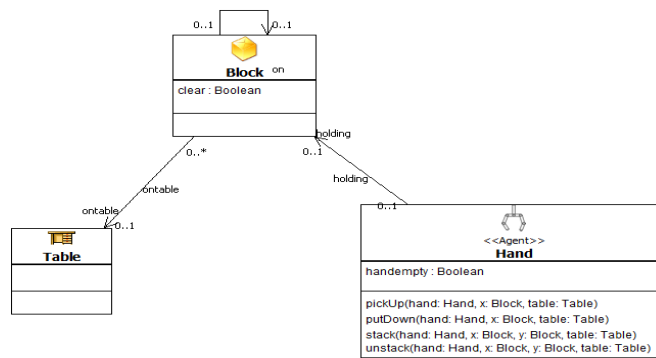 0..1
0..1
Block
on
clear : Boolean
holding
0..*
0..1
holding
ontable
ontable
0..1
0..1
Table
<<Agent>>
Hand
handempty : Boolean
pickUp(hand: Hand, x: Block, table: Table)
putDown(hand: Hand, x: Block, table: Table)
stack(hand: Hand, x: Block, y: Block, table: Table)
unstack(hand: Hand, x: Block, y: Block, table: Table)